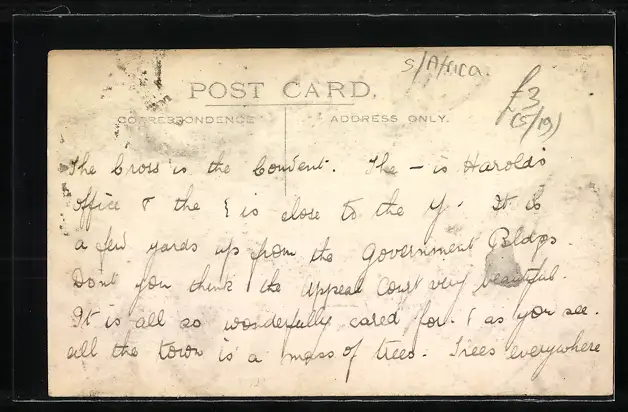 S/Africa.
£3
(5/19)
POST CARD.
CORRESPONDENCE
ADDRESS ONLY.
The Cross is the Convent. The – is Harold's
office & the { is close to the y. It is
a few yards up from the Government Bldgs.
Dont you think the Appeal Court very beautiful.
It is all so wonderfully cared for. & as you see.
all the town is a mass of trees. Trees everywhere